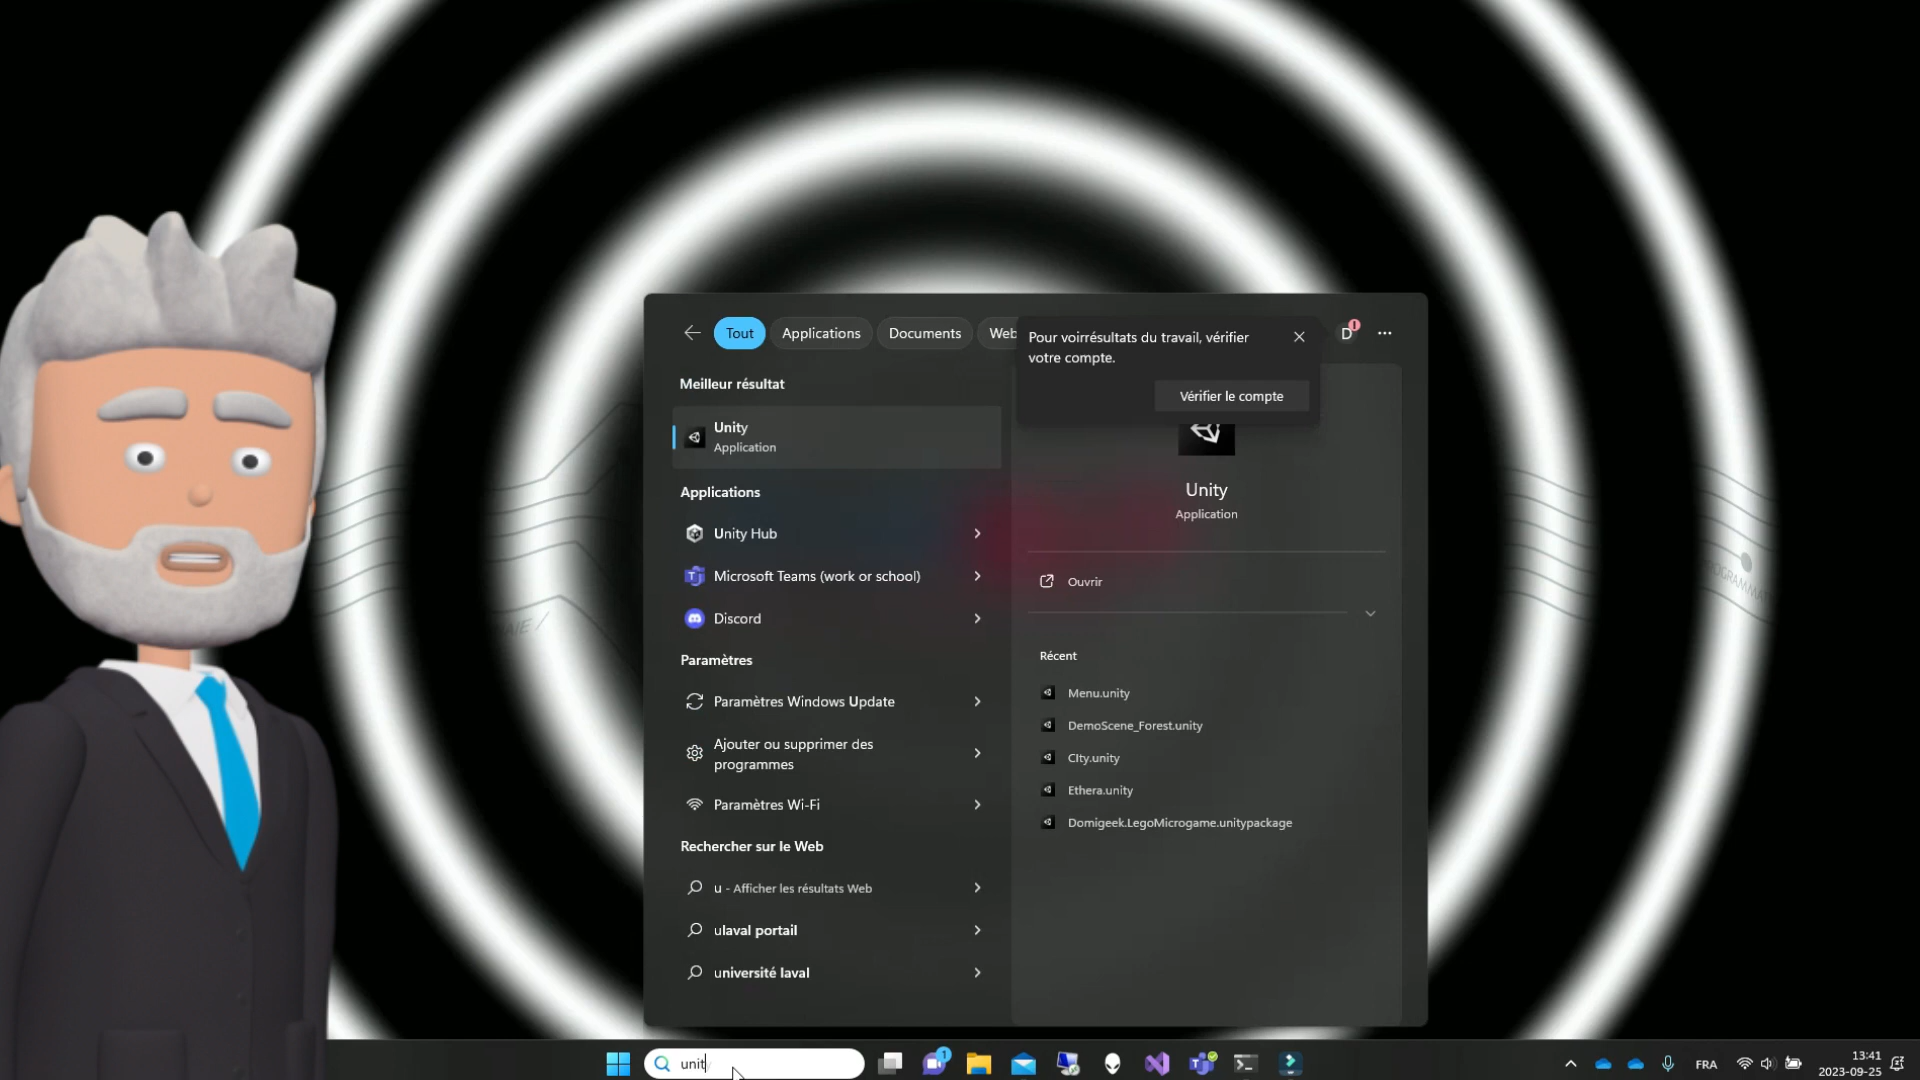 Tout
Applications
Documents
Web
Pour voirrésultats du travail, vérifier
votre compte.
Vérifier le compte
D
Meilleur résultat
Unity
Application
Applications
Unity Hub
Microsoft Teams (work or school)
Discord
Paramètres
Paramètres Windows Update
Ajouter ou supprimer des
programmes
Paramètres Wi-Fi
Rechercher sur le Web
u - Afficher les résultats Web
ulaval portail
université laval
Unity
Application
Ouvrir
Récent
Menu.unity
DemoScene_Forest.unity
CIty.unity
Ethera.unity
Domigeek.LegoMicrogame.unitypackage
unit
1
FRA
13:41
2023-09-25